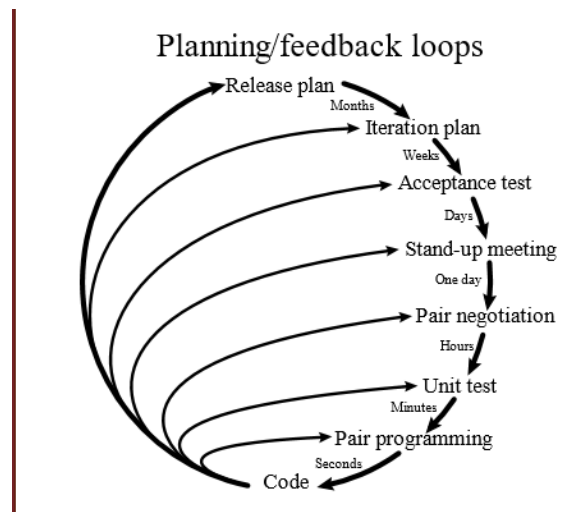 Planning/feedback loops
Release plan
Months
Iteration plan
Weeks
Acceptance test
Days
Stand-up meeting
One day
Pair negotiation
Hours
Unit test
Minutes
Pair programming
Seconds
Code